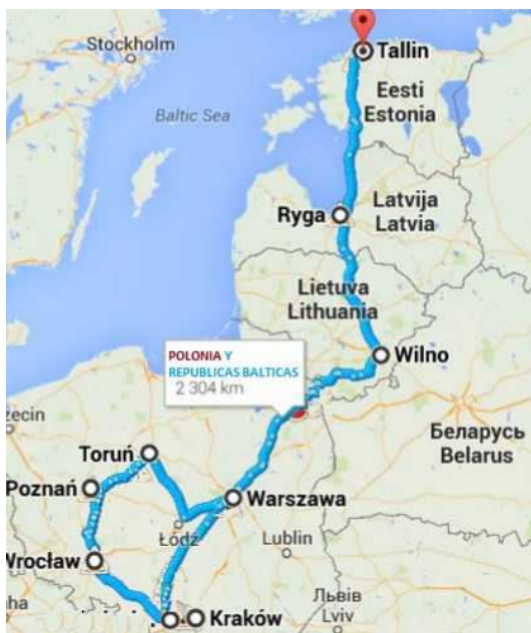 Stockholm
Tallin
Eesti
Estonia
Baltic Sea
Ryga
Latvija
Latvia
Lietuva
Lithuania
Wilno
POLONIA Y
REPUBLICAS BALTICAS
2 304 km
zecin
Беларусь
Belarus
Toruń
Poznań
Warszawa
Łódź
Wrocław
Lublin
Львів
Lviv
ha
Kraków